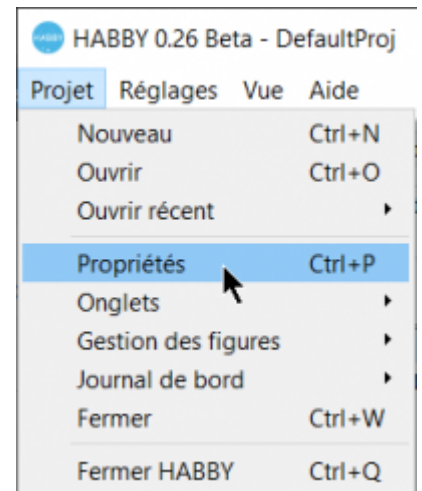 HABBY HABBY 0.26 Beta - DefaultProj
Projet Réglages Vue Aide
Nouveau Ctrl+N
Ouvrir Ctrl+O
Ouvrir récent
Propriétés Ctrl+P
Onglets
Gestion des figures
Journal de bord
Fermer Ctrl+W
Fermer HABBY Ctrl+Q